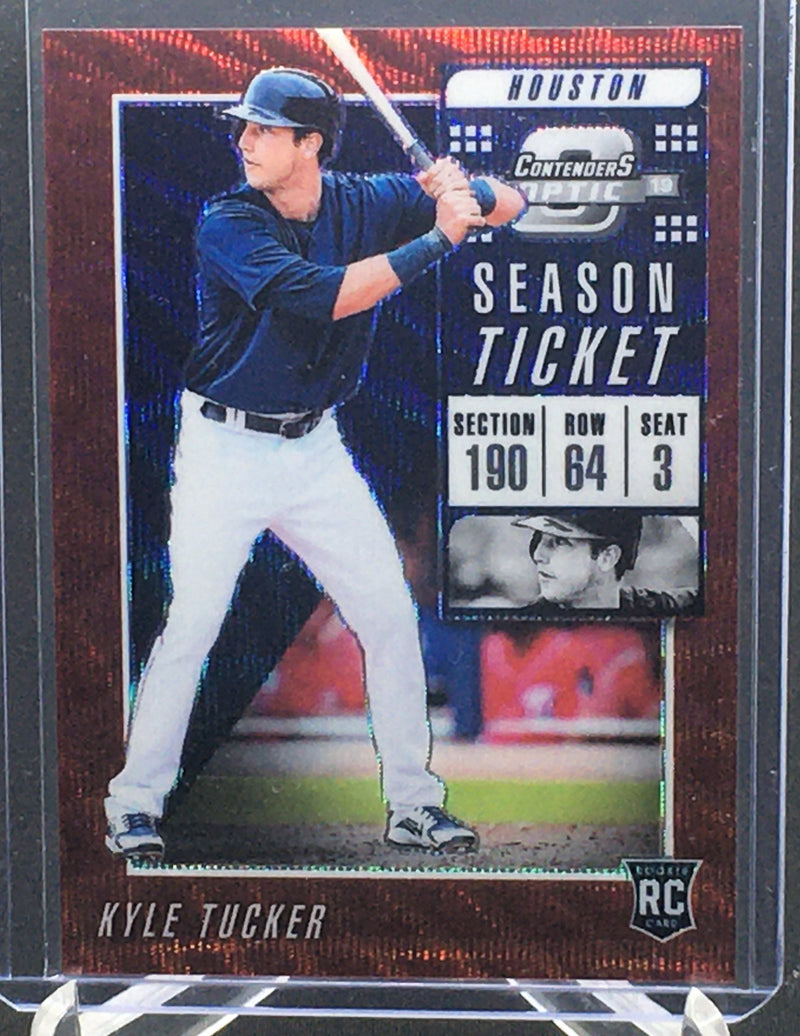 HOUSTON
CONTENDERS
OPTIC 19
SEASON
TICKET
SECTION ROW SEAT
190 64 3
KYLE TUCKER
ROOKIE
RC
CARD